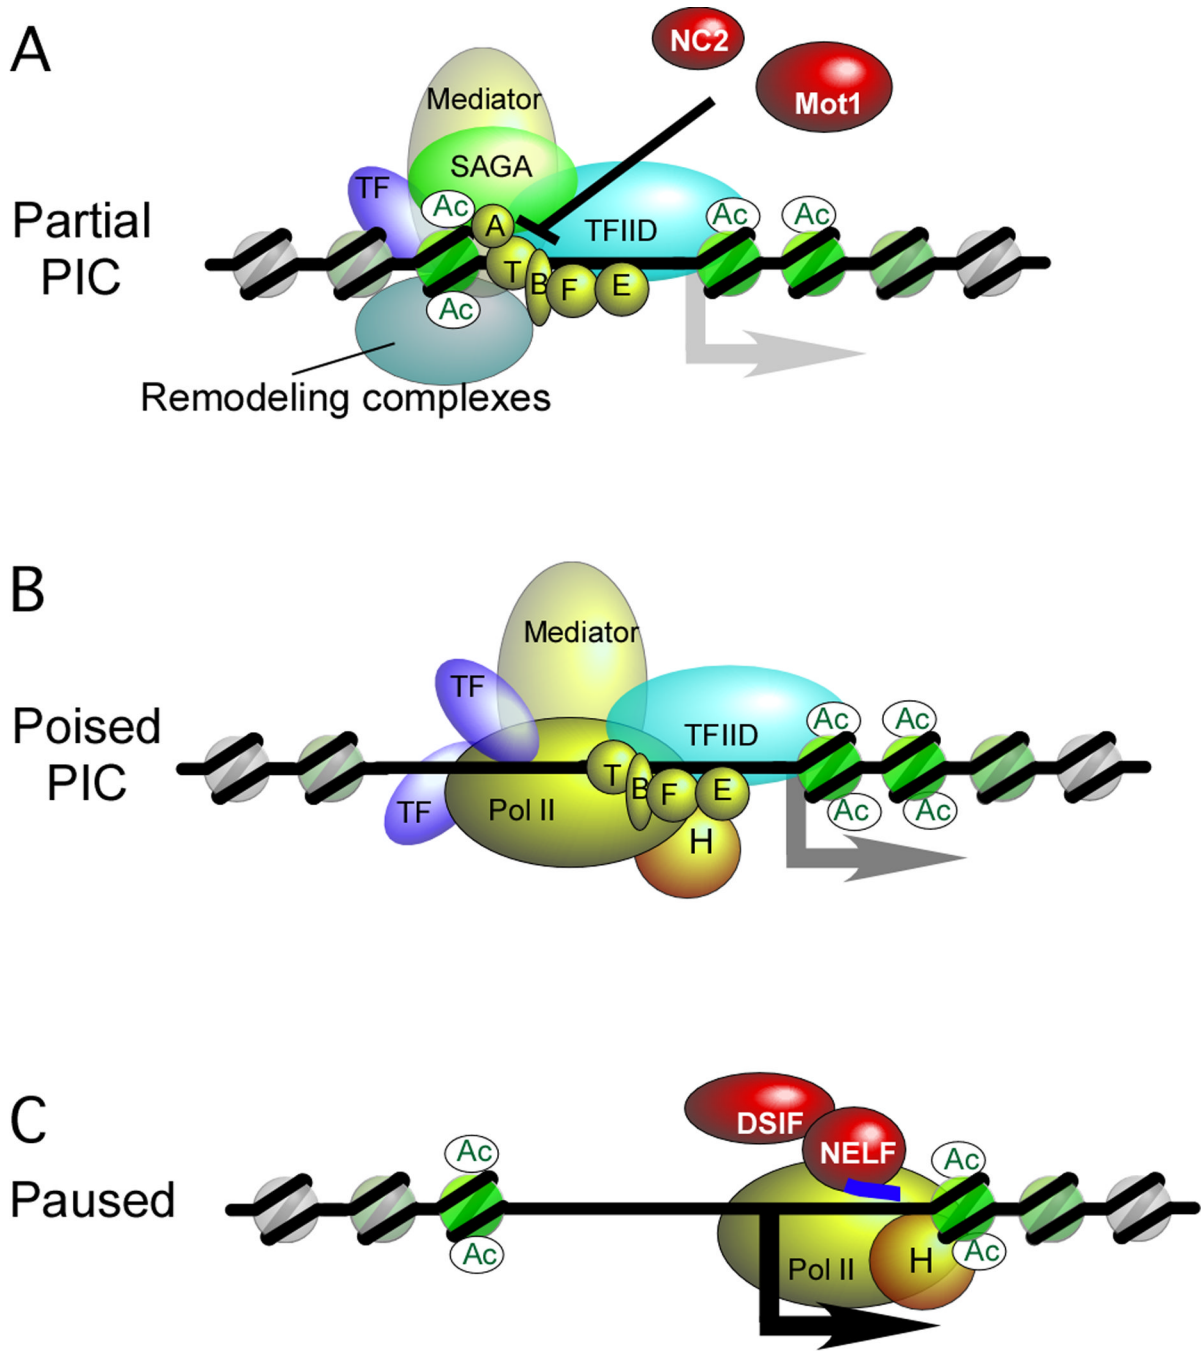 A
NC2
Mot1
Mediator
SAGA
TF
Ac
A
TFIID
Ac
Ac
Partial
PIC
T
B
F
E
Ac
Remodeling complexes
B
Mediator
TF
Poised
PIC
TFIID
Ac
Ac
T
B
F
E
TF
Pol II
H
Ac
Ac
C
DSIF
NELF
Ac
Ac
Paused
Ac
Pol II
H
Ac